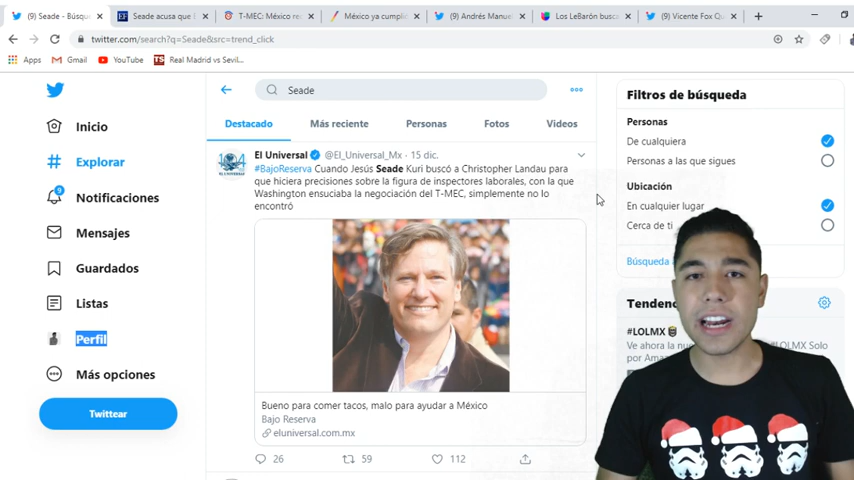 (9) Seade - Búsqu
Seade acusa que
T-MEC: México re
México ya cumpli
(9) Andrés Manuel
Los LeBarón busc
(9) Vicente Fox Qu
twitter.com/search?q=Seade&src=trend_click
Apps
Gmail
YouTube
Real Madrid vs Sevil...
Inicio
Explorar
9
Notificaciones
Mensajes
Guardados
Listas
Perfil
Más opciones
Twittear
Seade
Destacado
Más reciente
Personas
Fotos
Videos
El Universal @El_Universal_Mx · 15 dic.
#BajoReserva Cuando Jesús Seade Kuri buscó a Christopher Landau para
que hiciera precisiones sobre la figura de inspectores laborales, con la que
Washington ensuciaba la negociación del T-MEC, simplemente no lo
encontró
Bueno para comer tacos, malo para ayudar a México
Bajo Reserva
eluniversal.com.mx
26
59
112
Filtros de búsqueda
Personas
De cualquiera
Personas a las que sigues
Ubicación
En cualquier lugar
Cerca de ti
Búsqueda
Tendenc
#LOLMX
Ve ahora la nu
#LOLMX Solo
por Ama